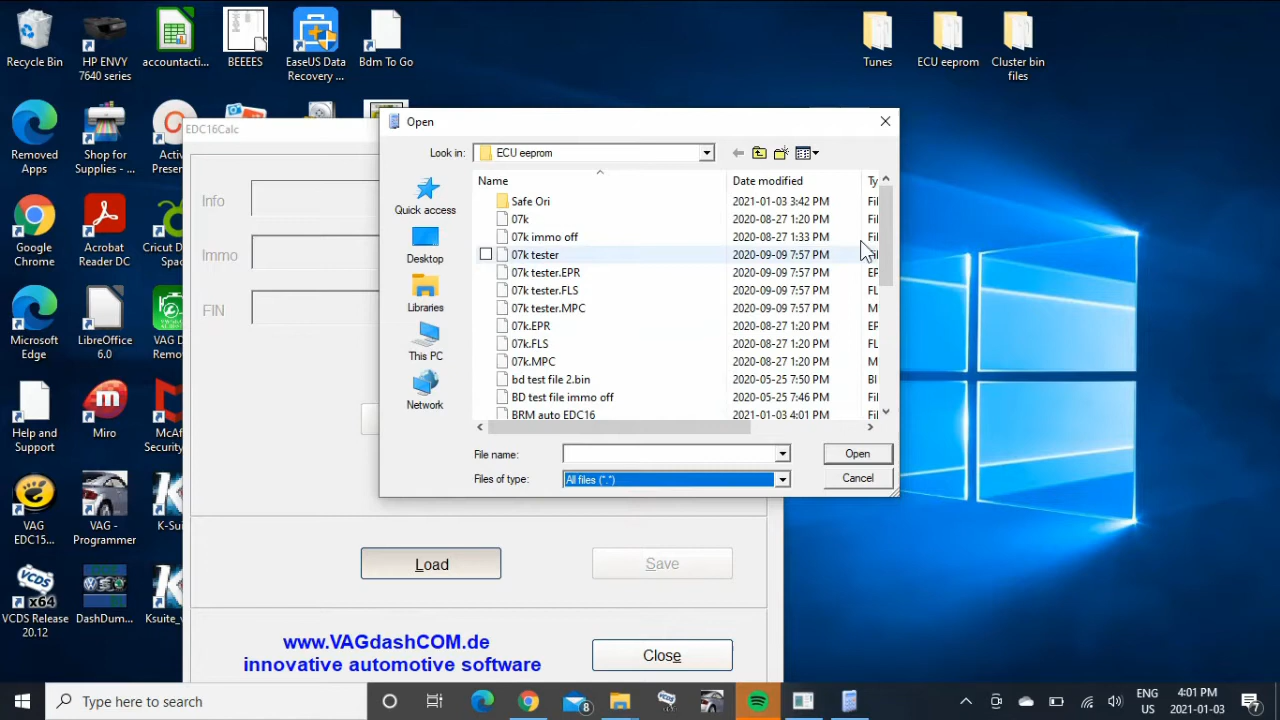 Recycle Bin
HP ENVY
7640 series
accountacti...
BEEEES
EaseUS Data
Recovery ...
Bdm To Go
Tunes
ECU eeprom
Cluster bin
files
Removed
Apps
Shop for
Supplies - ...
Activ
Preser
Google
Chrome
Acrobat
Reader DC
Cricut D
Spac
Microsoft
Edge
LibreOffice
6.0
VAG D
Remo
Help and
Support
Miro
McAf
Security
VAG
EDC15...
VAG -
Programmer
K-Su
VCDS Release
20.12
x64
VCDS
DashDum...
Ksuite_v
EDC16Calc
Info
Immo
FIN
Load
Save
www.VAGdashCOM.de
innovative automotive software
Close
Open
Look in:
ECU eeprom
Quick access
Desktop
Libraries
This PC
Network
Name
Date modified
Ty
Safe Ori 2021-01-03 3:42 PM Fil
07k 2020-08-27 1:20 PM Fil
07k immo off 2020-08-27 1:33 PM Fil
07k tester 2020-09-09 7:57 PM
07k tester.EPR 2020-09-09 7:57 PM EP
07k tester.FLS 2020-09-09 7:57 PM FL
07k tester.MPC 2020-09-09 7:57 PM M
07k.EPR 2020-08-27 1:20 PM EP
07k.FLS 2020-08-27 1:20 PM FL
07k.MPC 2020-08-27 1:20 PM M
bd test file 2.bin 2020-05-25 7:50 PM BI
BD test file immo off 2020-05-25 7:46 PM Fil
BRM auto EDC16 2021-01-03 4:01 PM Fil
File name:
Open
Files of type:
All files (*.*)
Cancel
Type here to search
8
ENG
US
4:01 PM
2021-01-03
7